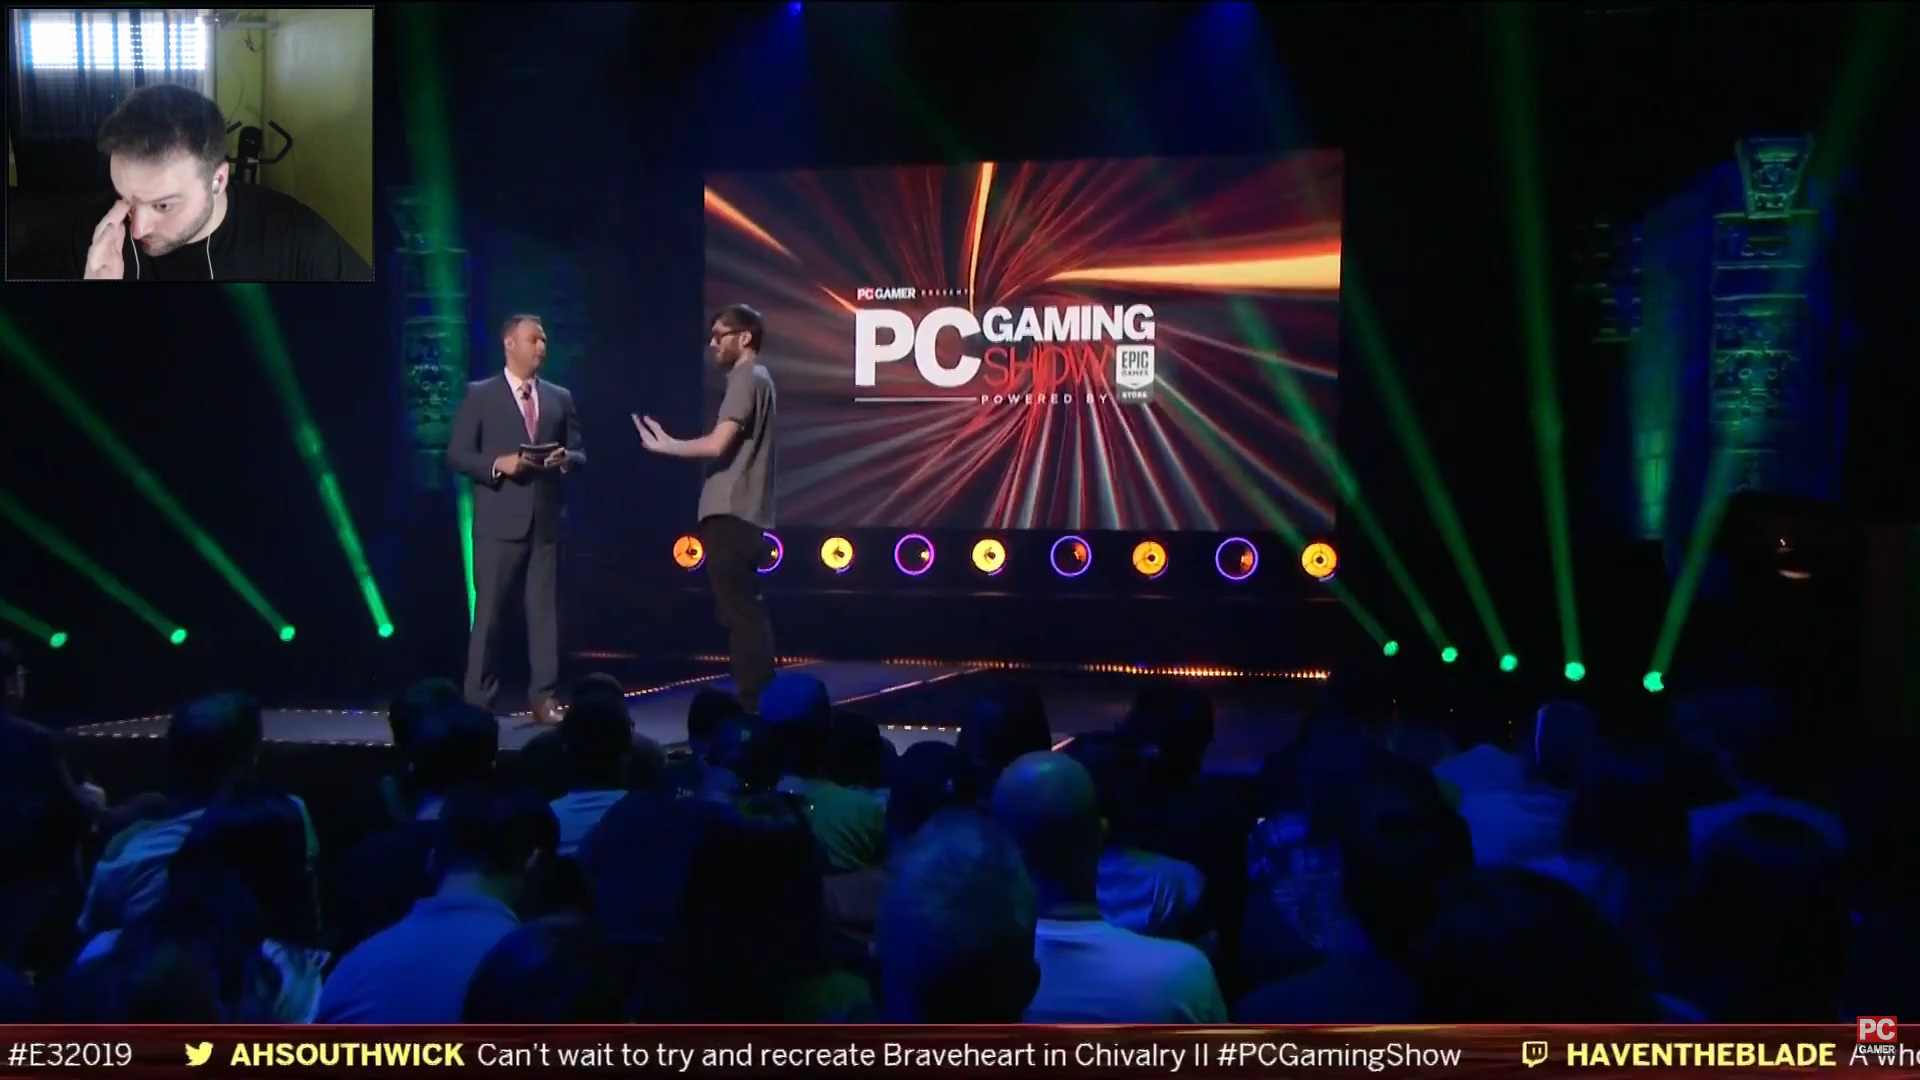 PC GAMER PRESENTS
PC GAMING
SHOW
EPIC
GAMES
STORE
POWERED BY
PC
GAMER
#E32019 AHSOUTHWICK Can't wait to try and recreate Braveheart in Chivalry II #PCGamingShow HAVENTHEBLADE A